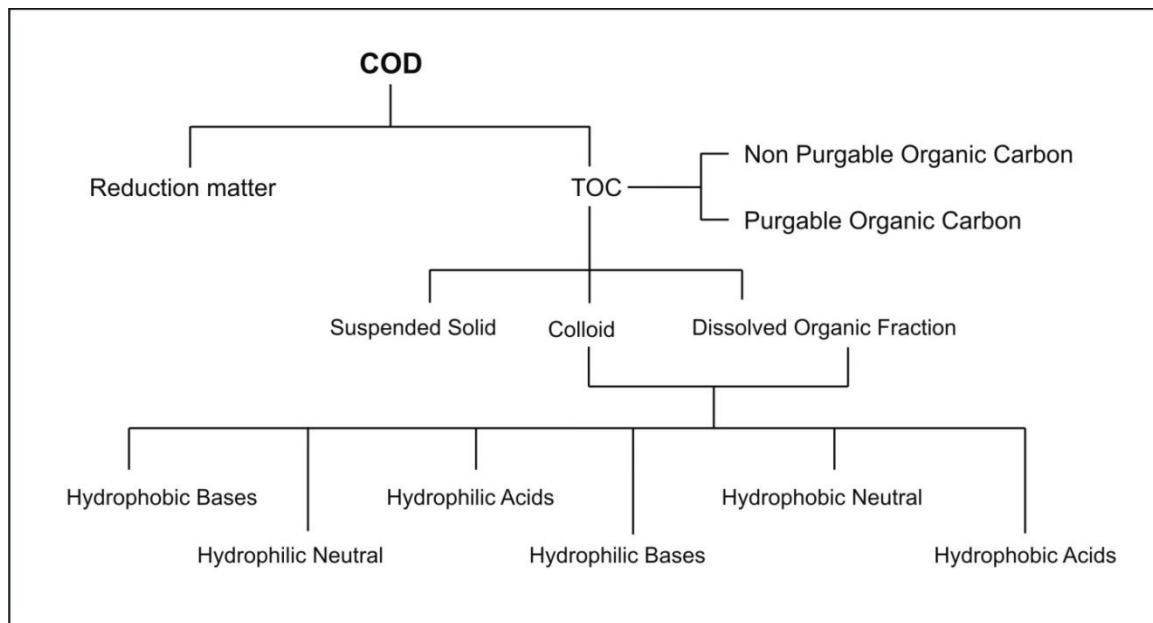 COD
Non Purgable Organic Carbon
Reduction matter
TOC
Purgable Organic Carbon
Suspended Solid
Colloid
Dissolved Organic Fraction
Hydrophobic Bases
Hydrophilic Acids
Hydrophobic Neutral
Hydrophilic Neutral
Hydrophilic Bases
Hydrophobic Acids